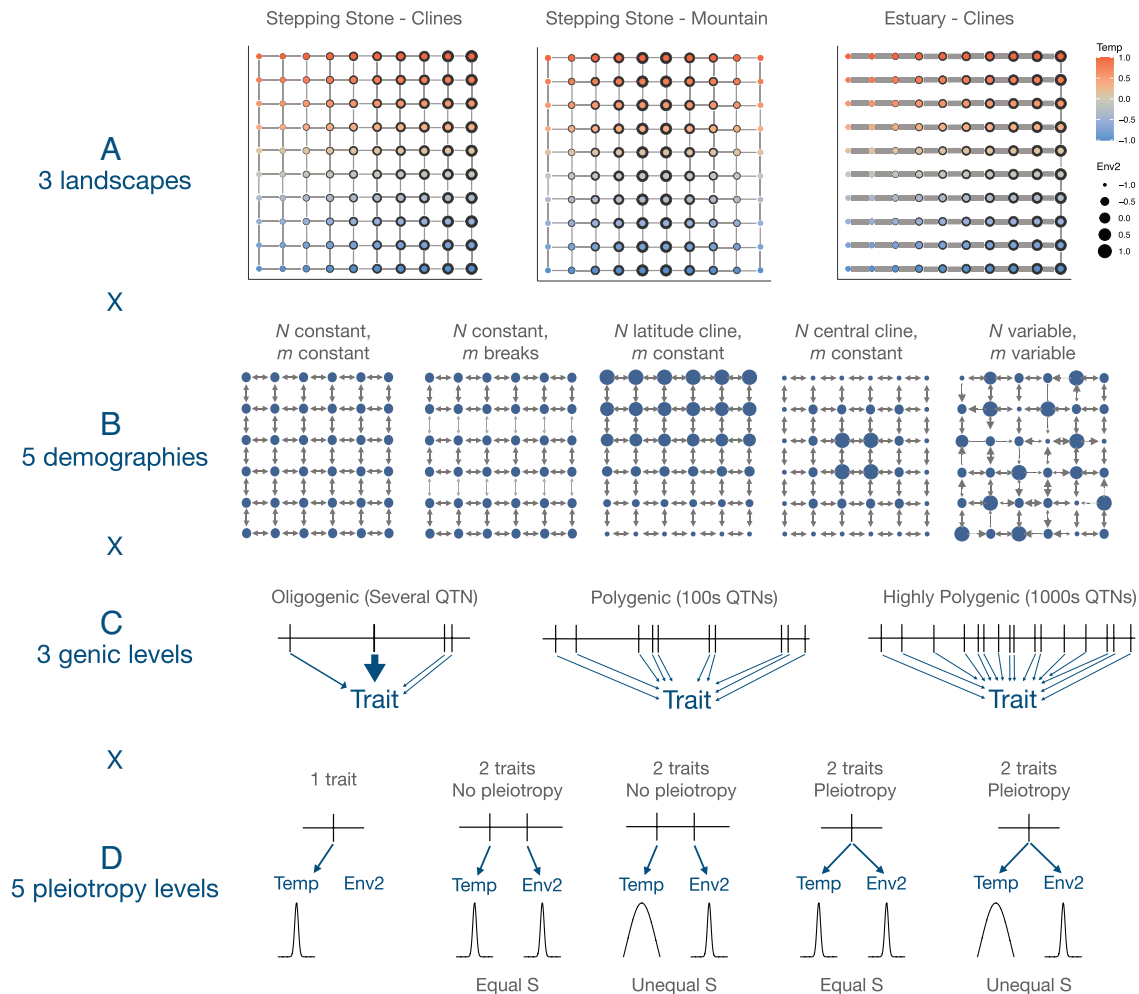 Stepping Stone - Clines
Stepping Stone - Mountain
Estuary - Clines
Temp
1.0
0.5
0.0
−0.5
−1.0
Env2
−1.0
−0.5
0.0
0.5
1.0
A
3 landscapes
X
N constant,
m constant
N constant,
m breaks
N latitude cline,
m constant
N central cline,
m constant
N variable,
m variable
B
5 demographies
X
Oligogenic (Several QTN)
Polygenic (100s QTNs)
Highly Polygenic (1000s QTNs)
C
3 genic levels
Trait
Trait
Trait
X
1 trait
2 traits
No pleiotropy
2 traits
No pleiotropy
2 traits
Pleiotropy
2 traits
Pleiotropy
D
5 pleiotropy levels
Temp Env2
Temp Env2
Temp Env2
Temp Env2
Temp Env2
Equal S
Unequal S
Equal S
Unequal S